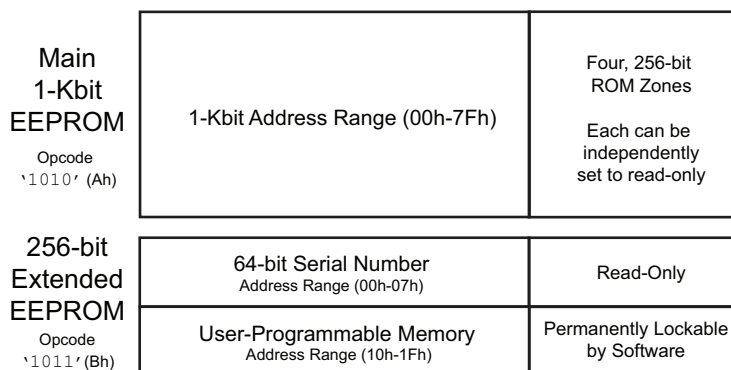 Main
1-Kbit
EEPROM
Opcode
'1010' (Ah)
1-Kbit Address Range (00h-7Fh)
Four, 256-bit
ROM Zones
Each can be
independently
set to read-only
256-bit
Extended
EEPROM
Opcode
'1011' (Bh)
64-bit Serial Number
Address Range (00h-07h)
Read-Only
User-Programmable Memory
Address Range (10h-1Fh)
Permanently Lockable
by Software